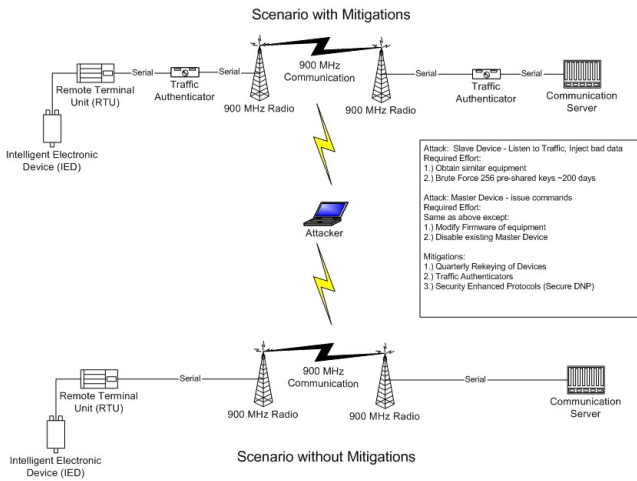 Scenario with Mitigations
900 MHz
Communication
Serial
Serial
Serial
Serial
Remote Terminal
Unit (RTU)
Traffic
Authenticator
900 MHz Radio
900 MHz Radio
Traffic
Authenticator
Communication
Server
Intelligent Electronic
Device (IED)
Attack: Slave Device - Listen to Traffic, Inject bad data
Required Effort:
1.) Obtain similar equipment
2.) Brute Force 256 pre-shared keys ~200 days
Attack: Master Device - issue commands
Required Effort:
Same as above except:
1.) Modify Firmware of equipment
2.) Disable existing Master Device
Mitigations:
1.) Quarterly Rekeying of Devices
2.) Traffic Authenticators
3.) Security Enhanced Protocols (Secure DNP)
Attacker
900 MHz
Communication
Serial
Serial
Remote Terminal
Unit (RTU)
900 MHz Radio
900 MHz Radio
Communication
Server
Intelligent Electronic
Device (IED)
Scenario without Mitigations